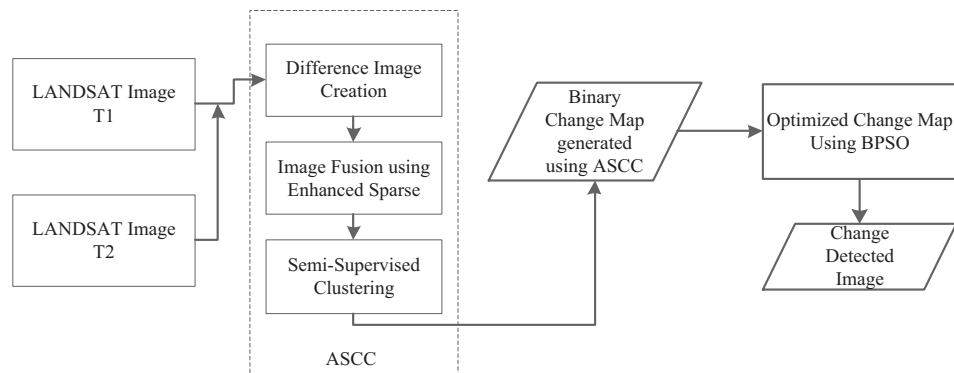 LANDSAT Image
T1
LANDSAT Image
T2
Difference Image
Creation
Image Fusion using
Enhanced Sparse
Semi-Supervised
Clustering
ASCC
Binary
Change Map
generated
using ASCC
Optimized Change Map
Using BPSO
Change
Detected
Image